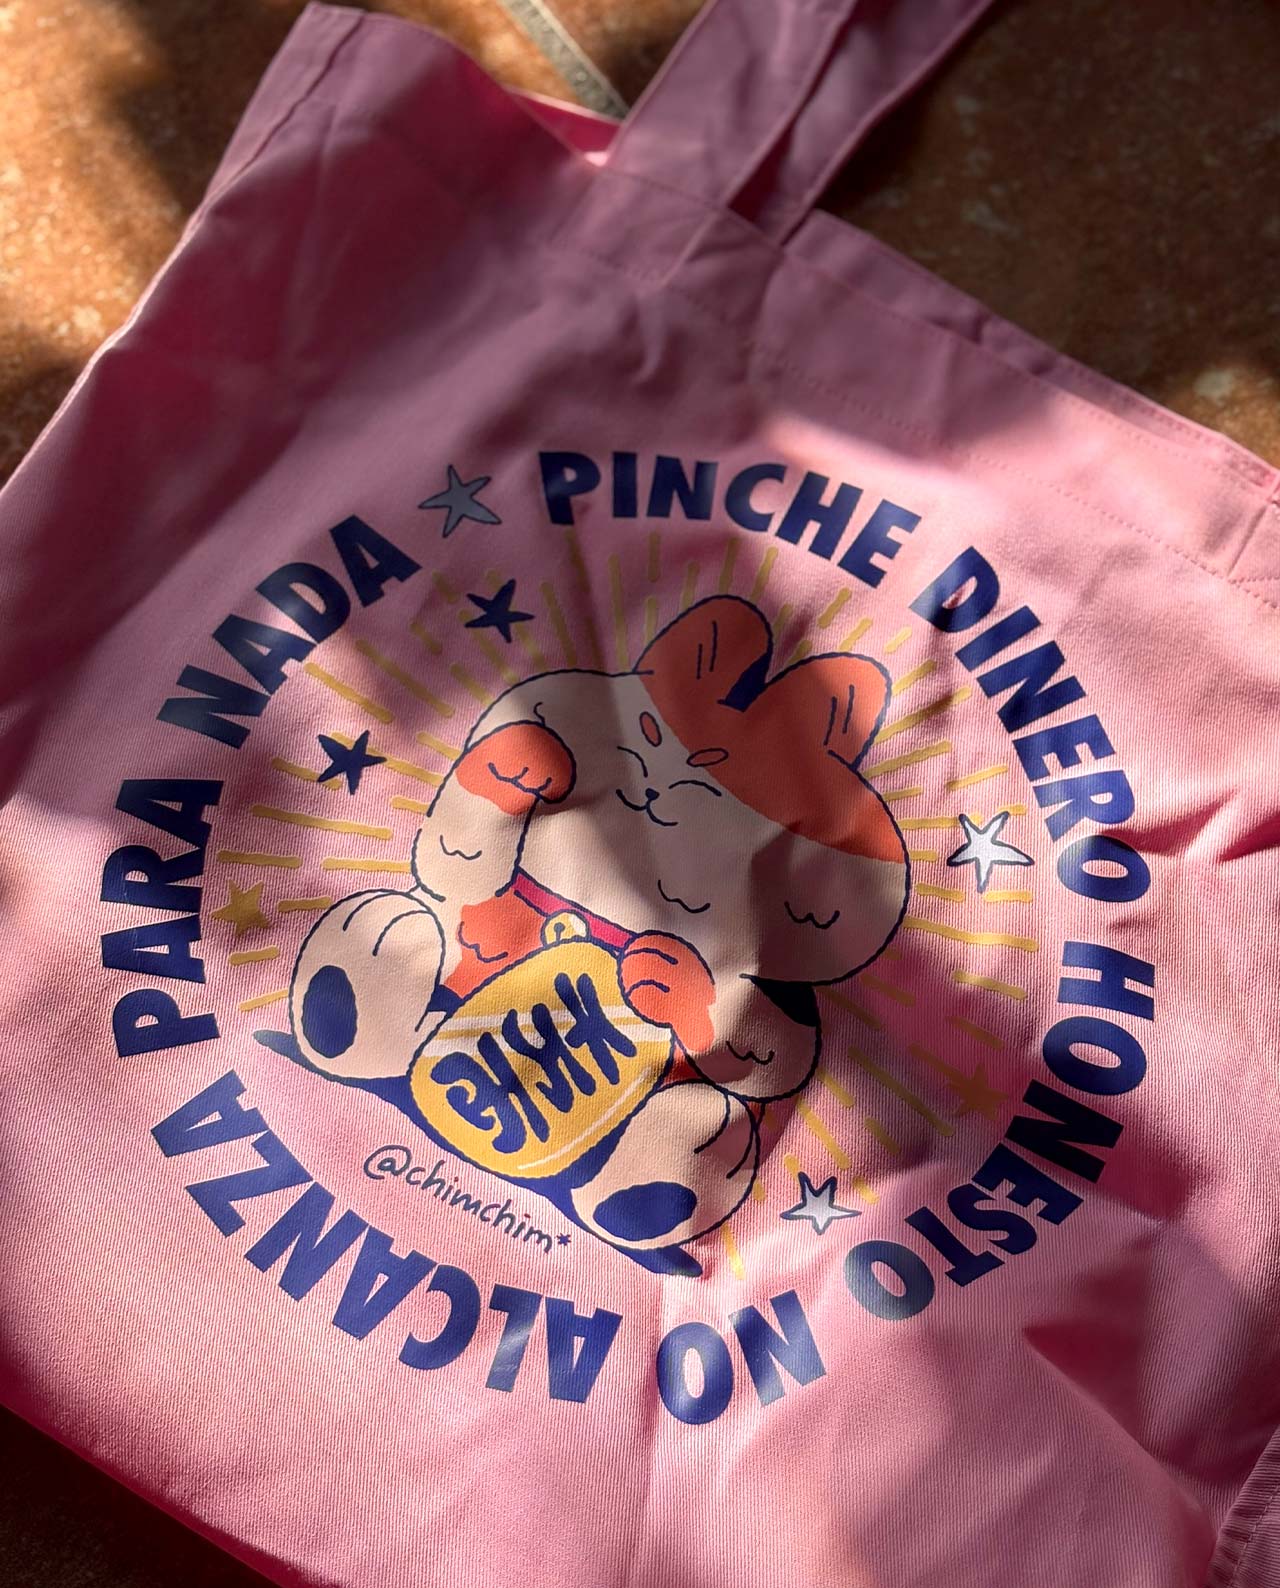 PINCHE DINERO HONESTO NO ALCANZA PARA NADA
@chimchim*